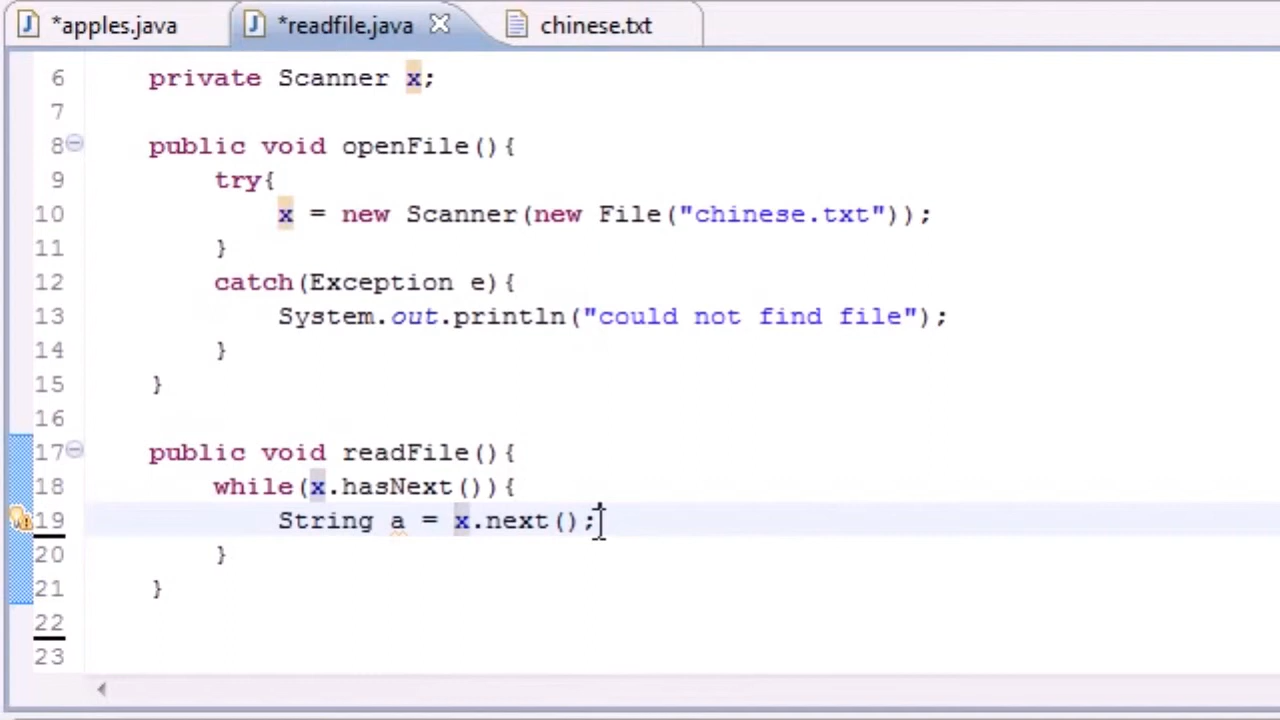 *apples.java *readfile.java chinese.txt
6 private Scanner x;
7
8 public void openFile(){
9 try{
10 x = new Scanner(new File("chinese.txt"));
11 }
12 catch(Exception e){
13 System.out.println("could not find file");
14 }
15 }
16
17 public void readFile(){
18 while(x.hasNext()){
19 String a = x.next();
20 }
21 }
22
23